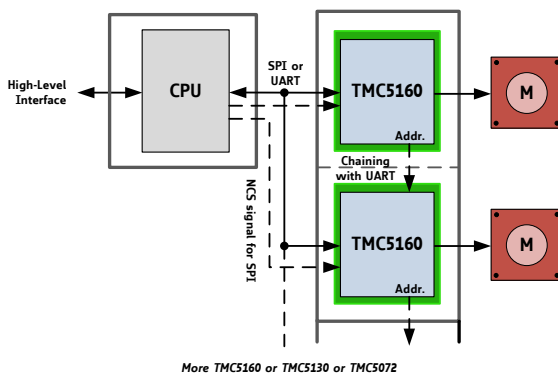 High-Level
Interface
CPU
SPI or
UART
TMC5160
Addr.
M
Chaining
with UART
NCS signal for SPI
TMC5160
Addr.
M
More TMC5160 or TMC5130 or TMC5072